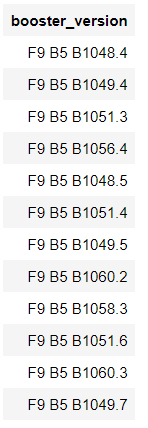 booster_version
F9 B5 B1048.4
F9 B5 B1049.4
F9 B5 B1051.3
F9 B5 B1056.4
F9 B5 B1048.5
F9 B5 B1051.4
F9 B5 B1049.5
F9 B5 B1060.2
F9 B5 B1058.3
F9 B5 B1051.6
F9 B5 B1060.3
F9 B5 B1049.7